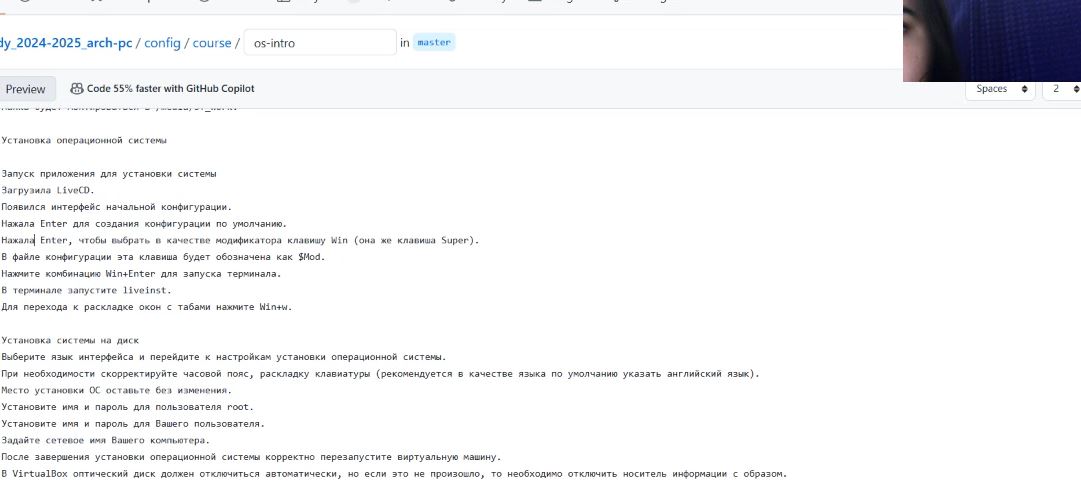 dy_2024-2025_arch-pc / config / course / os-intro in master
Preview Code 55% faster with GitHub Copilot Spaces 2
Установка операционной системы
Запуск приложения для установки системы
Загрузила LiveCD.
Появился интерфейс начальной конфигурации.
Нажала Enter для создания конфигурации по умолчанию.
Нажала Enter, чтобы выбрать в качестве модификатора клавишу Win (она же клавиша Super).
В файле конфигурации эта клавиша будет обозначена как $Mod.
Нажмите комбинацию Win+Enter для запуска терминала.
В терминале запустите liveinst.
Для перехода к раскладке окон с табами нажмите Win+w.
Установка системы на диск
Выберите язык интерфейса и перейдите к настройкам установки операционной системы.
При необходимости скорректируйте часовой пояс, раскладку клавиатуры (рекомендуется в качестве языка по умолчанию указать английский язык).
Место установки ОС оставьте без изменения.
Установите имя и пароль для пользователя root.
Установите имя и пароль для Вашего пользователя.
Задайте сетевое имя Вашего компьютера.
После завершения установки операционной системы корректно перезапустите виртуальную машину.
В VirtualBox оптический диск должен отключиться автоматически, но если это не произошло, то необходимо отключить носитель информации с образом.